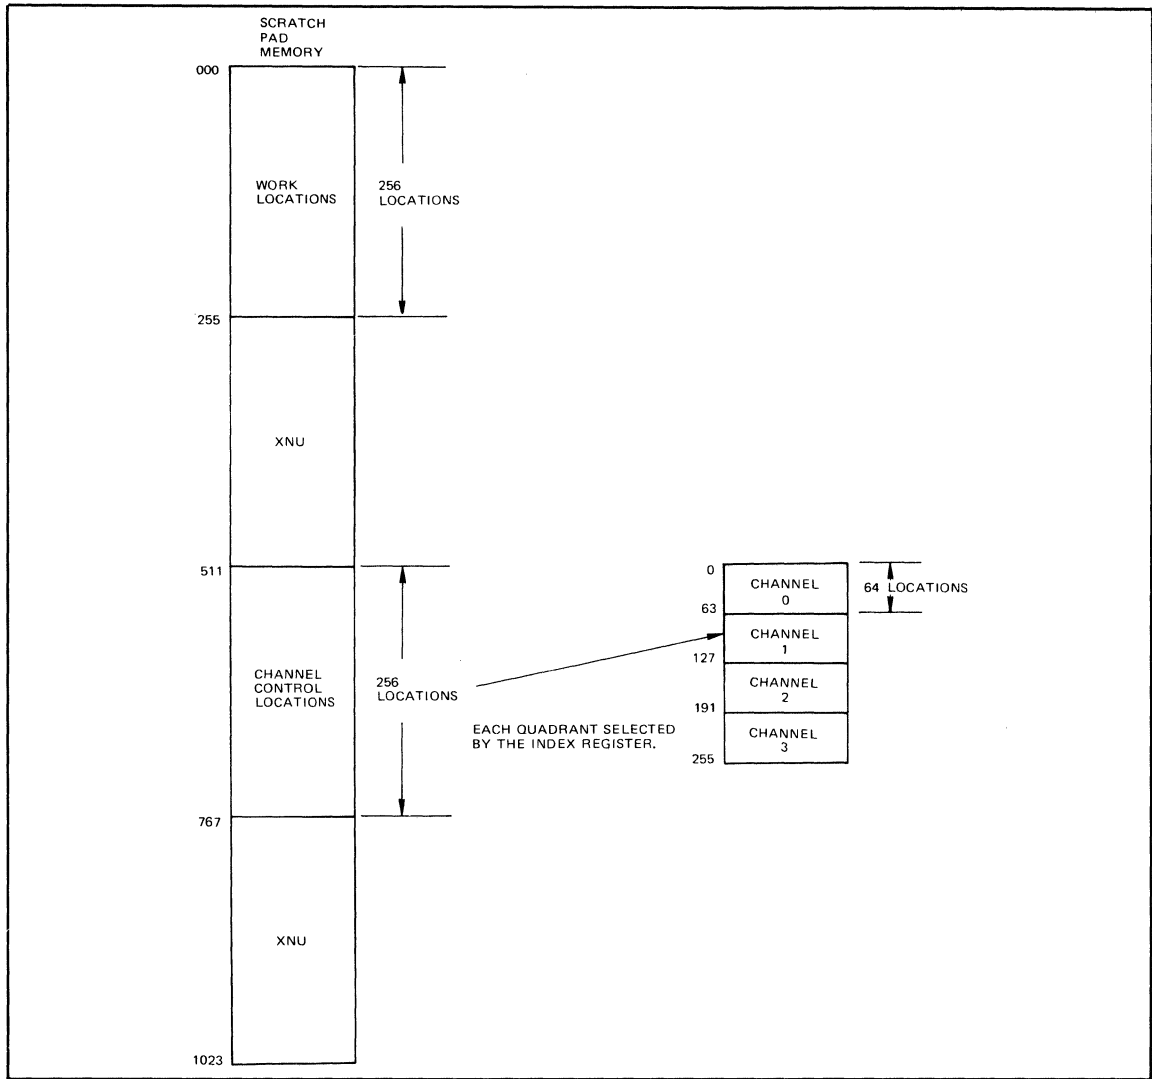 SCRATCH
PAD
MEMORY
000
WORK
LOCATIONS
256
LOCATIONS
255
XNU
511
CHANNEL
CONTROL
LOCATIONS
256
LOCATIONS
EACH QUADRANT SELECTED
BY THE INDEX REGISTER.
0
CHANNEL
0
64 LOCATIONS
63
CHANNEL
1
127
CHANNEL
2
191
CHANNEL
3
255
767
XNU
1023